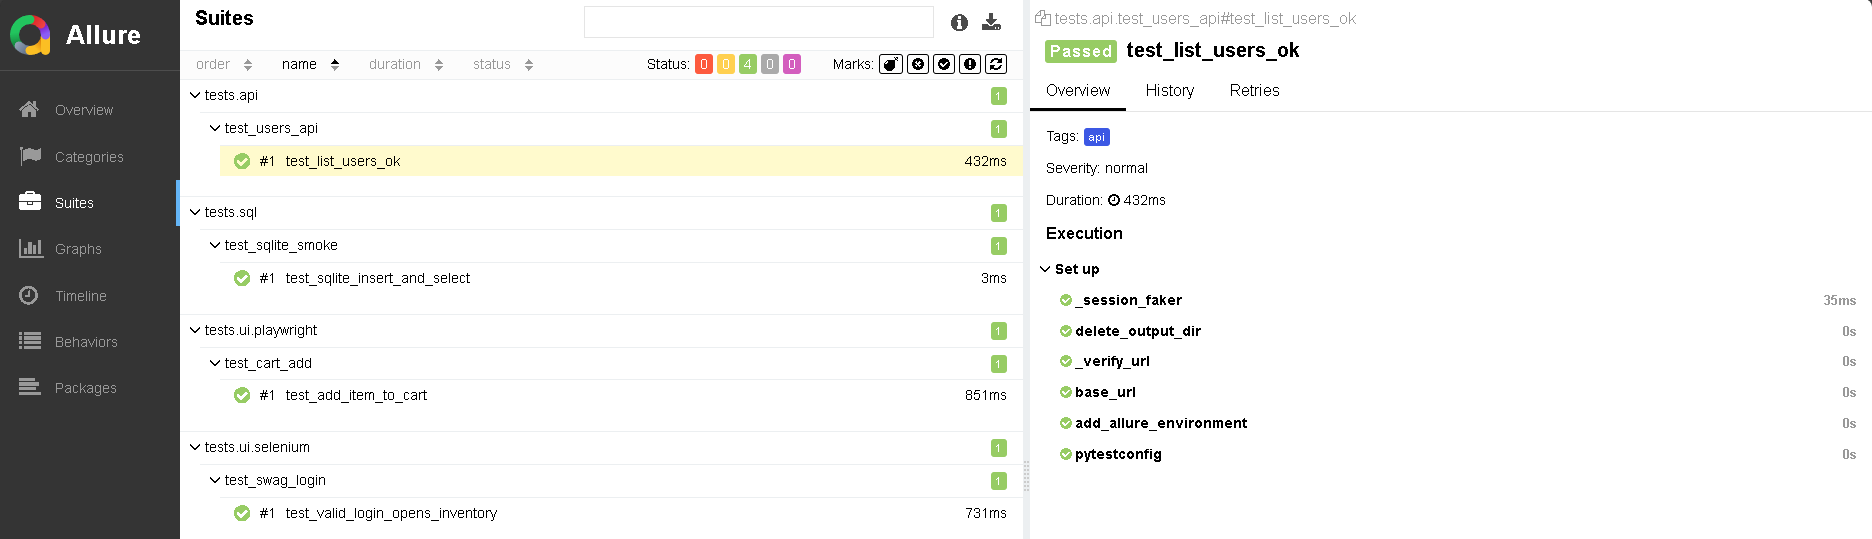 Allure
Overview
Categories
Suites
Graphs
Timeline
Behaviors
Packages
Suites
order name duration status Status: 0 0 4 0 0 Marks:
tests.api 1
test_users_api 1
#1 test_list_users_ok 432ms
tests.sql 1
test_sqlite_smoke 1
#1 test_sqlite_insert_and_select 3ms
tests.ui.playwright 1
test_cart_add 1
#1 test_add_item_to_cart 851ms
tests.ui.selenium 1
test_swag_login 1
#1 test_valid_login_opens_inventory 731ms
tests.api.test_users_api#test_list_users_ok
Passed test_list_users_ok
Overview History Retries
Tags: api
Severity: normal
Duration: 432ms
Execution
Set up
_session_faker 35ms
delete_output_dir 0s
_verify_url 0s
base_url 0s
add_allure_environment 0s
pytestconfig 0s